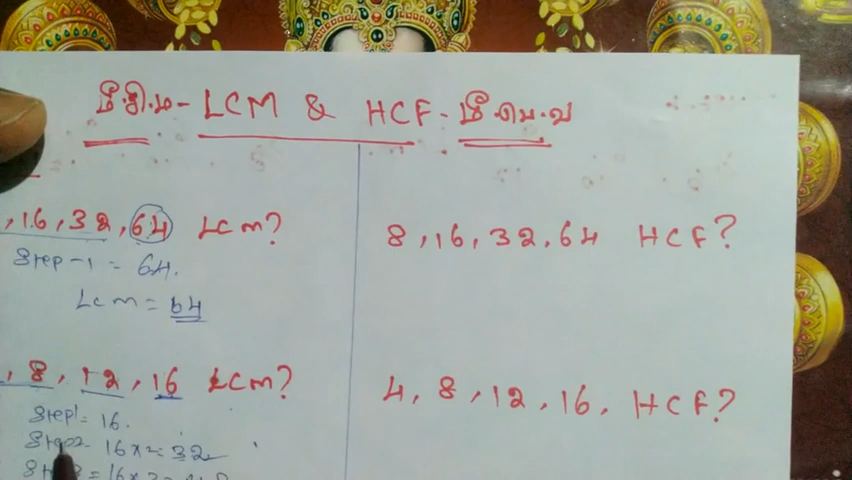 மீ.சி.ம - LCM & HCF - மீ.பெ.வ
, 16, 32, 64 LCM?
Step-1 = 64.
LCM = 64
, 8, 12, 16 LCM?
Step1 = 16.
Step2 = 16x2 = 32
= 16x3 =
8, 16, 32, 64 HCF?
4, 8, 12, 16, HCF?